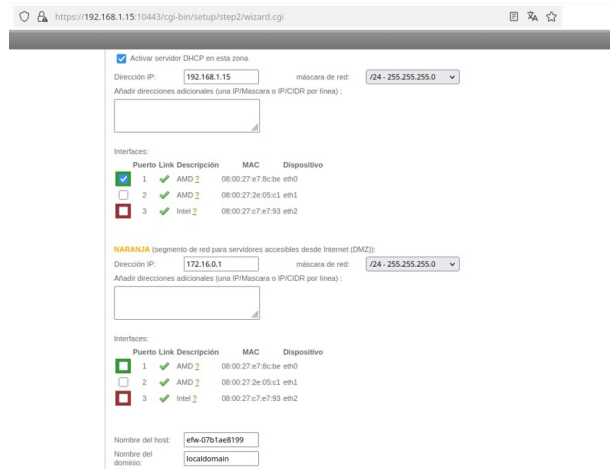 https://192.168.1.15:10443/cgi-bin/setup/step2/wizard.cgi
Activar servidor DHCP en esta zona
Dirección IP: 192.168.1.15 máscara de red: /24 - 255.255.255.0
Añadir direcciones adicionales (una IP/Mascara o IP/CIDR por línea) :
Interfaces:
Puerto Link Descripción MAC Dispositivo
1 AMD ? 08:00:27:e7:8c:be eth0
2 AMD ? 08:00:27:2e:05:c1 eth1
3 Intel ? 08:00:27:c7:e7:93 eth2
NARANJA (segmento de red para servidores accesibles desde Internet (DMZ)):
Dirección IP: 172.16.0.1 máscara de red: /24 - 255.255.255.0
Añadir direcciones adicionales (una IP/Mascara o IP/CIDR por línea) :
Interfaces:
Puerto Link Descripción MAC Dispositivo
1 AMD ? 08:00:27:e7:8c:be eth0
2 AMD ? 08:00:27:2e:05:c1 eth1
3 Intel ? 08:00:27:c7:e7:93 eth2
Nombre del host: efw-07b1ae8199
Nombre del
dominio: localdomain